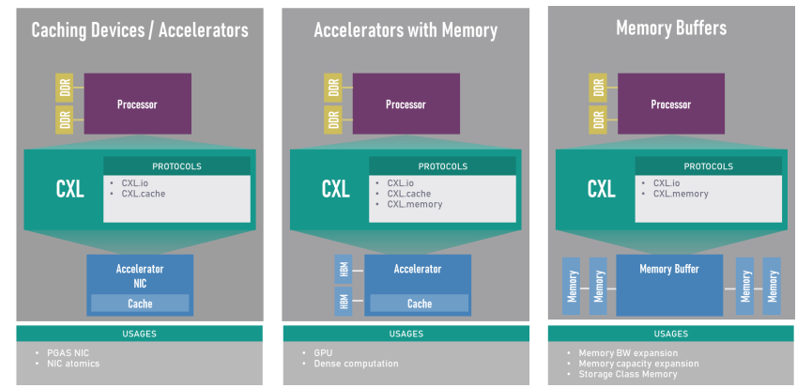 Caching Devices / Accelerators
DDR
DDR
Processor
CXL
PROTOCOLS
• CXL.io
• CXL.cache
Accelerator
NIC
Cache
USAGES
• PGAS NIC
• NIC atomics
Accelerators with Memory
DDR
DDR
Processor
CXL
PROTOCOLS
• CXL.io
• CXL.cache
• CXL.memory
HBM
HBM
Accelerator
Cache
USAGES
• GPU
• Dense computation
Memory Buffers
DDR
DDR
Processor
CXL
PROTOCOLS
• CXL.io
• CXL.memory
Memory
Memory
Memory Buffer
Memory
Memory
USAGES
• Memory BW expansion
• Memory capacity expansion
• Storage Class Memory